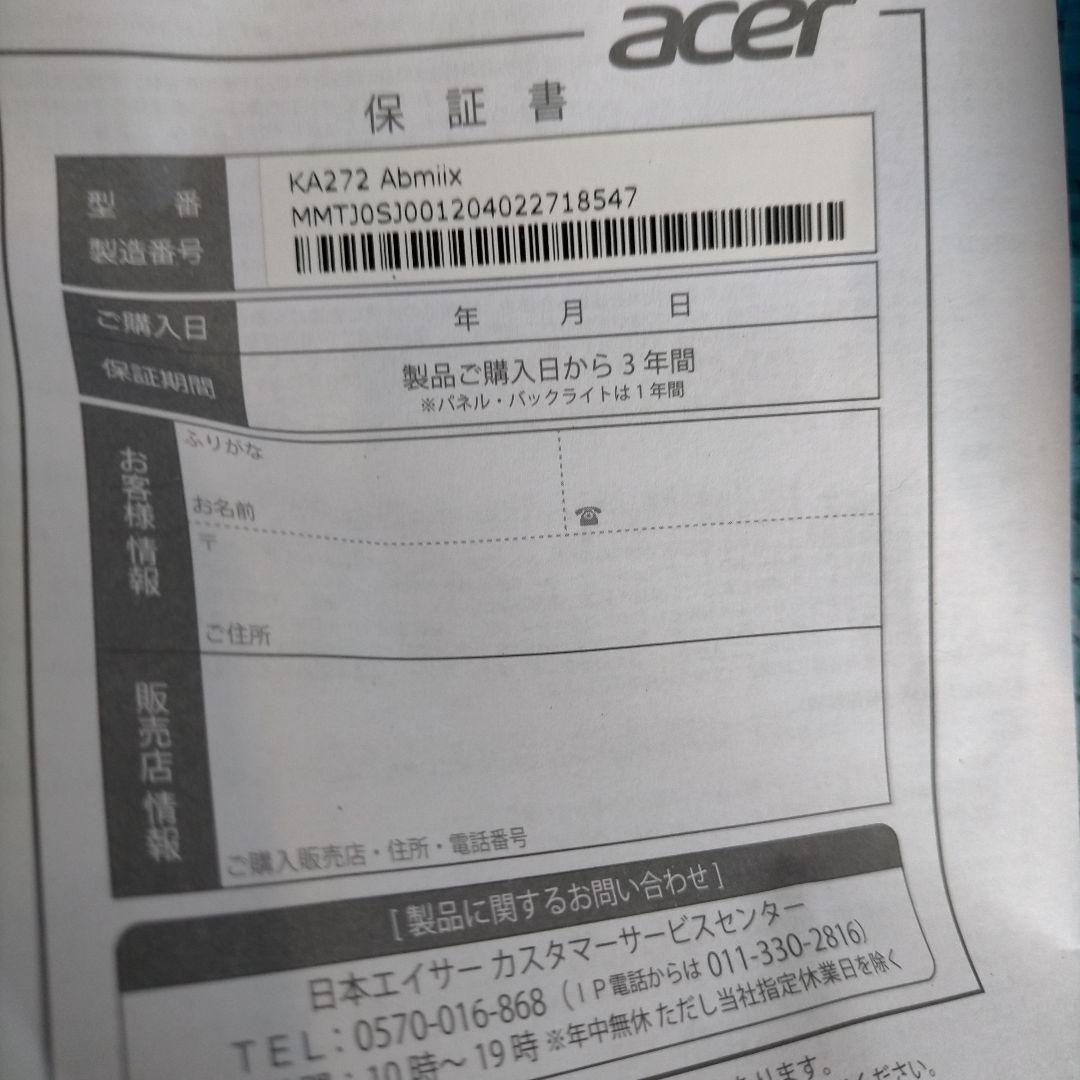 acer
保証書
型番
KA272 Abmiix
製造番号
MMTJ0SJ001204022718547
ご購入日
年 月 日
保証期間
製品ご購入日から3年間
※パネル・バックライトは1年間
お客様情報
ふりがな
お名前
☎
〒
ご住所
販売店情報
ご購入販売店・住所・電話番号
[製品に関するお問い合わせ]
日本エイサー カスタマーサービスセンター
TEL:0570-016-868(IP電話からは 011-330-2816)
10時〜19時 ※年中無休 ただし当社指定休業日を除く
ります。
ください。